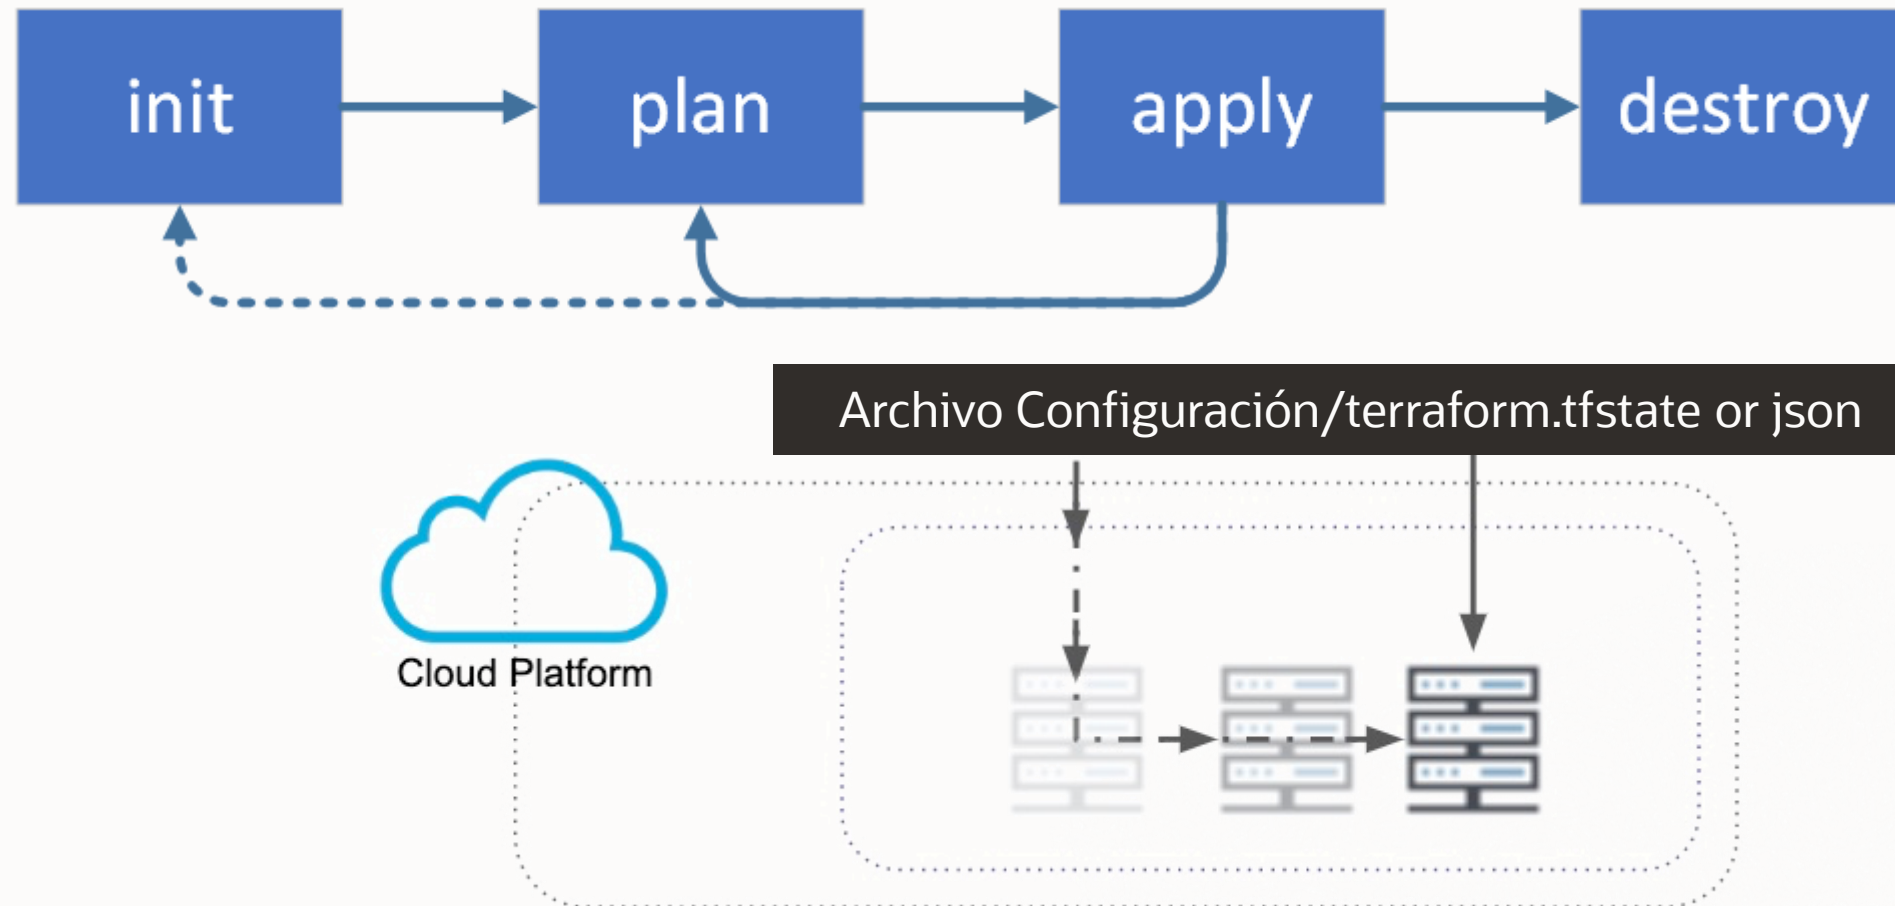 init
plan
apply
destroy
Archivo Configuración/terraform.tfstate or json
Cloud Platform